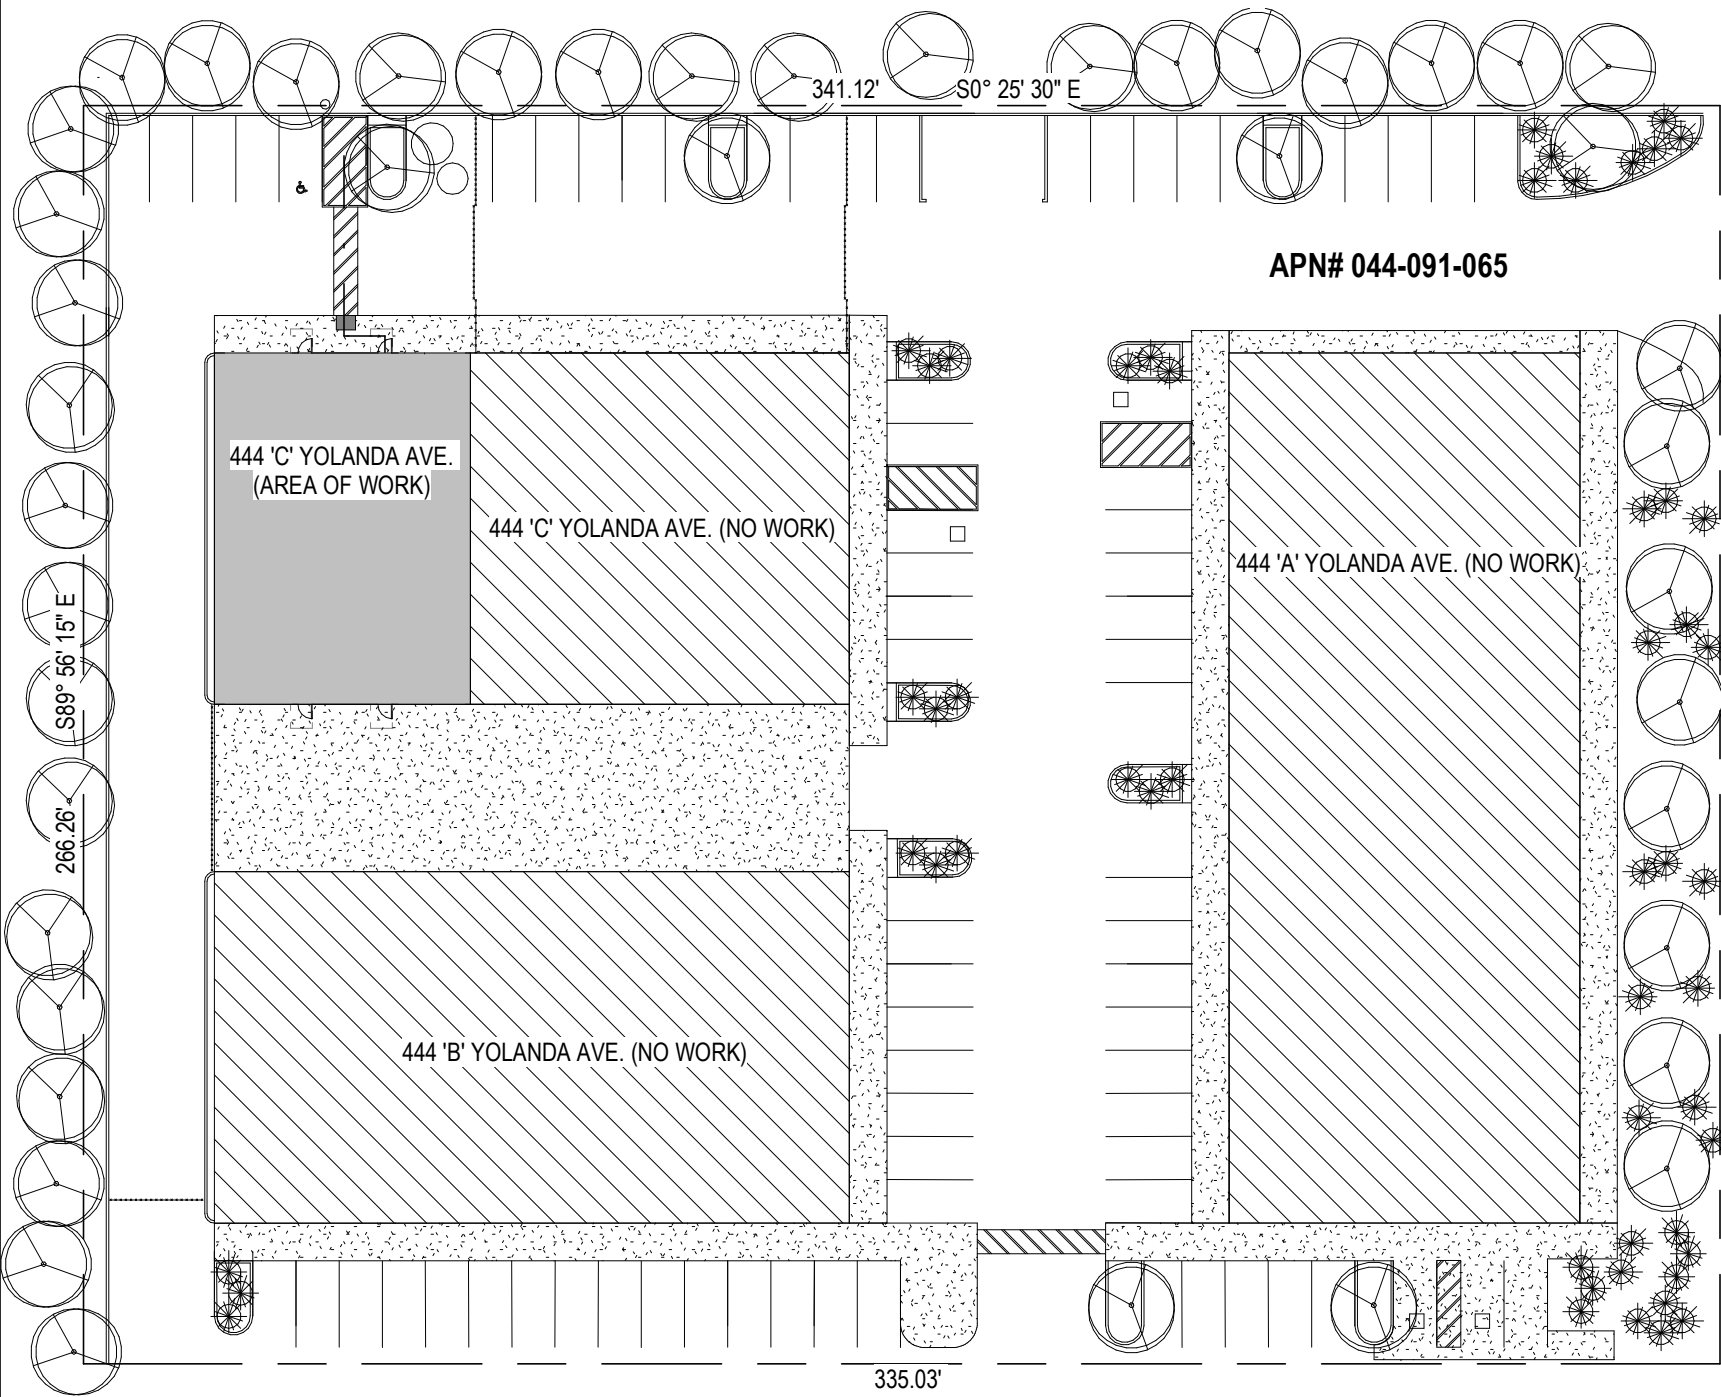 341.12'
S0° 25' 30" E
APN# 044-091-065
444 'C' YOLANDA AVE.
(AREA OF WORK)
444 'C' YOLANDA AVE. (NO WORK)
444 'A' YOLANDA AVE. (NO WORK)
S89° 56' 15" E
266.26'
444 'B' YOLANDA AVE. (NO WORK)
335.03'